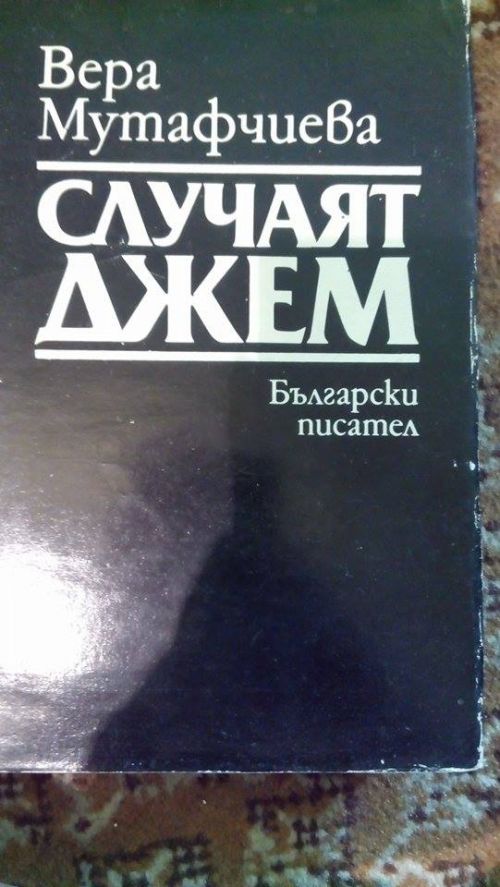 Вера
Мутафчиева
СЛУЧАЯТ
ДЖЕМ
Български
писател